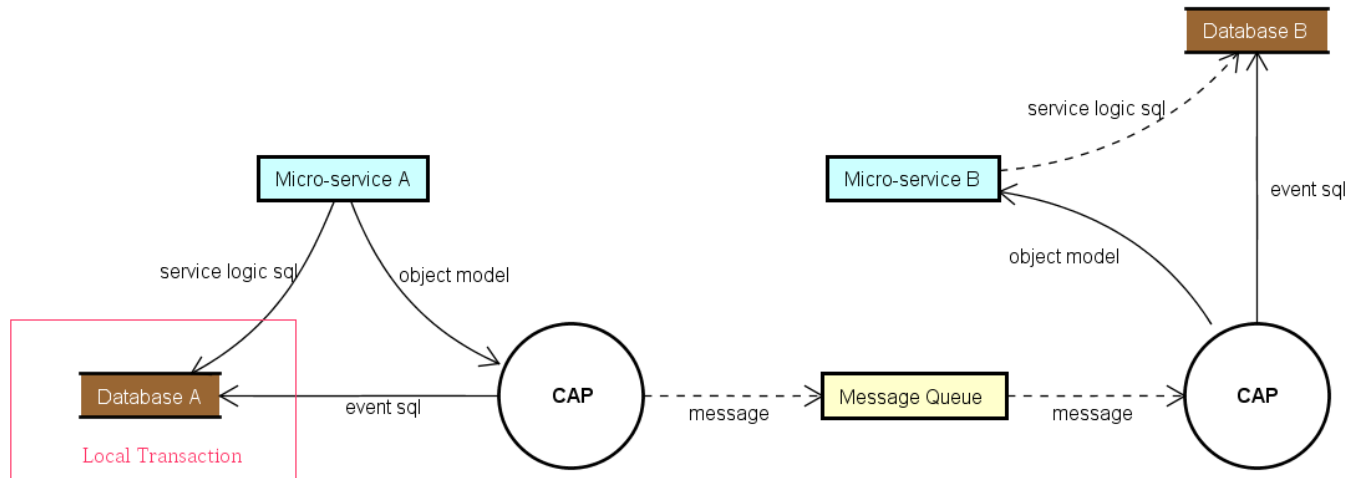 Database B
service logic sql
Micro-service A
Micro-service B
event sql
object model
service logic sql
object model
Database A
event sql
CAP
message
Message Queue
message
CAP
Local Transaction